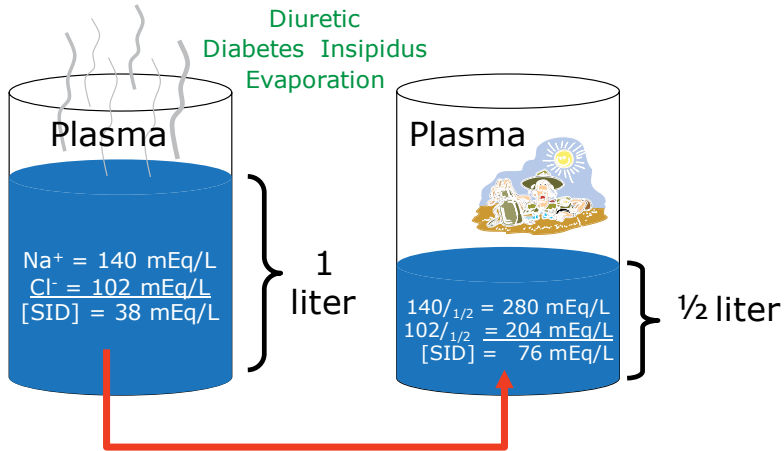 Diuretic
Diabetes Insipidus
Evaporation
Plasma
Na⁺ = 140 mEq/L
Cl⁻ = 102 mEq/L
[SID] = 38 mEq/L
1
liter
Plasma
140/1/2 = 280 mEq/L
102/1/2 = 204 mEq/L
[SID] = 76 mEq/L
½ liter